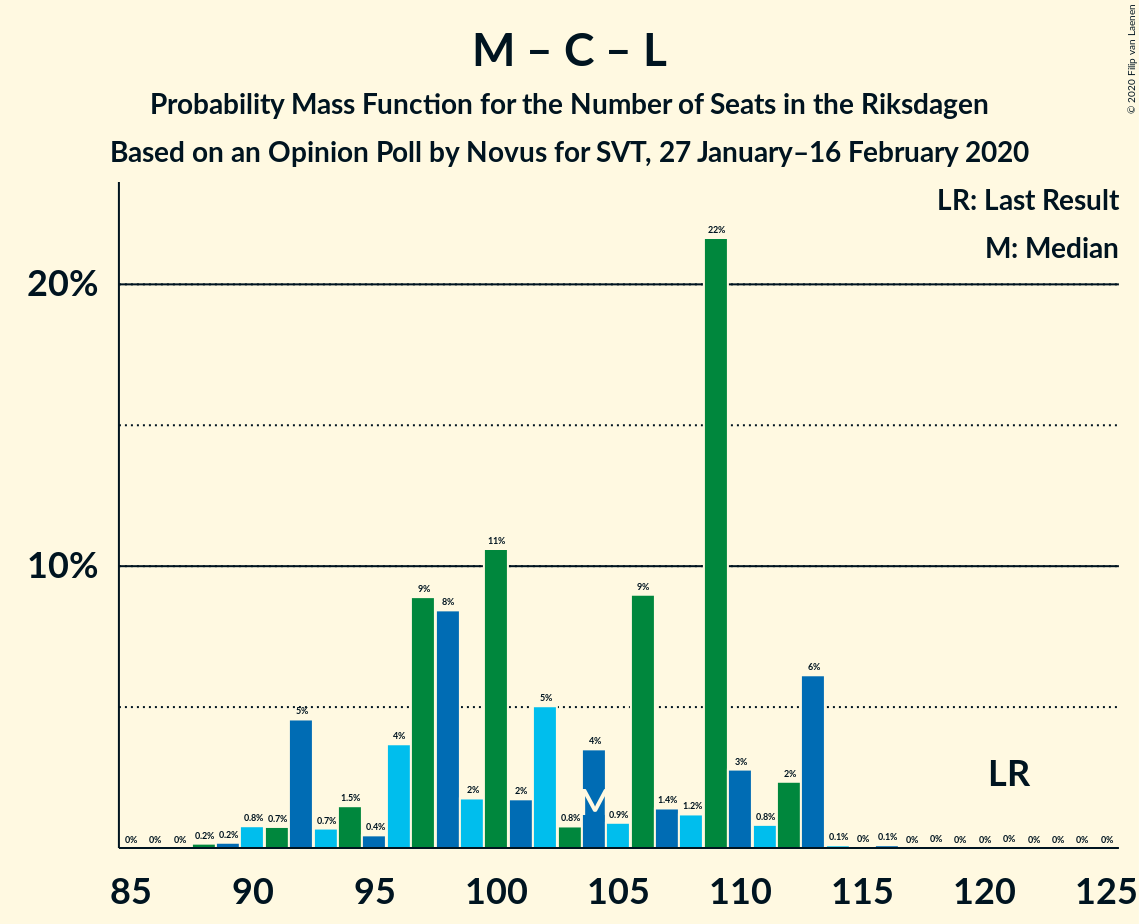 M – C – L
Probability Mass Function for the Number of Seats in the Riksdagen
Based on an Opinion Poll by Novus for SVT, 27 January–16 February 2020
© 2020 Filip van Laenen
LR: Last Result
M: Median
20%
10%
0% 0% 0% 0.2% 0.2% 0.8% 0.7% 5% 0.7% 1.5% 0.4% 4% 9% 8% 2% 11% 2% 5% 0.8% 4% 0.9% 9% 1.4% 1.2% 22% 3% 0.8% 2% 6% 0.1% 0% 0.1% 0% 0% 0% 0% 0% 0% 0% 0% 0%
M
LR
85 90 95 100 105 110 115 120 125